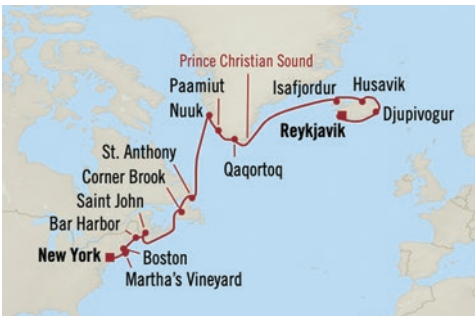 Prince Christian Sound
Paamiut
Nuuk
Isafjordur
Husavik
Djupivogur
Reykjavik
Qaqortoq
St. Anthony
Corner Brook
Saint John
Bar Harbor
New York
Boston
Martha's Vineyard